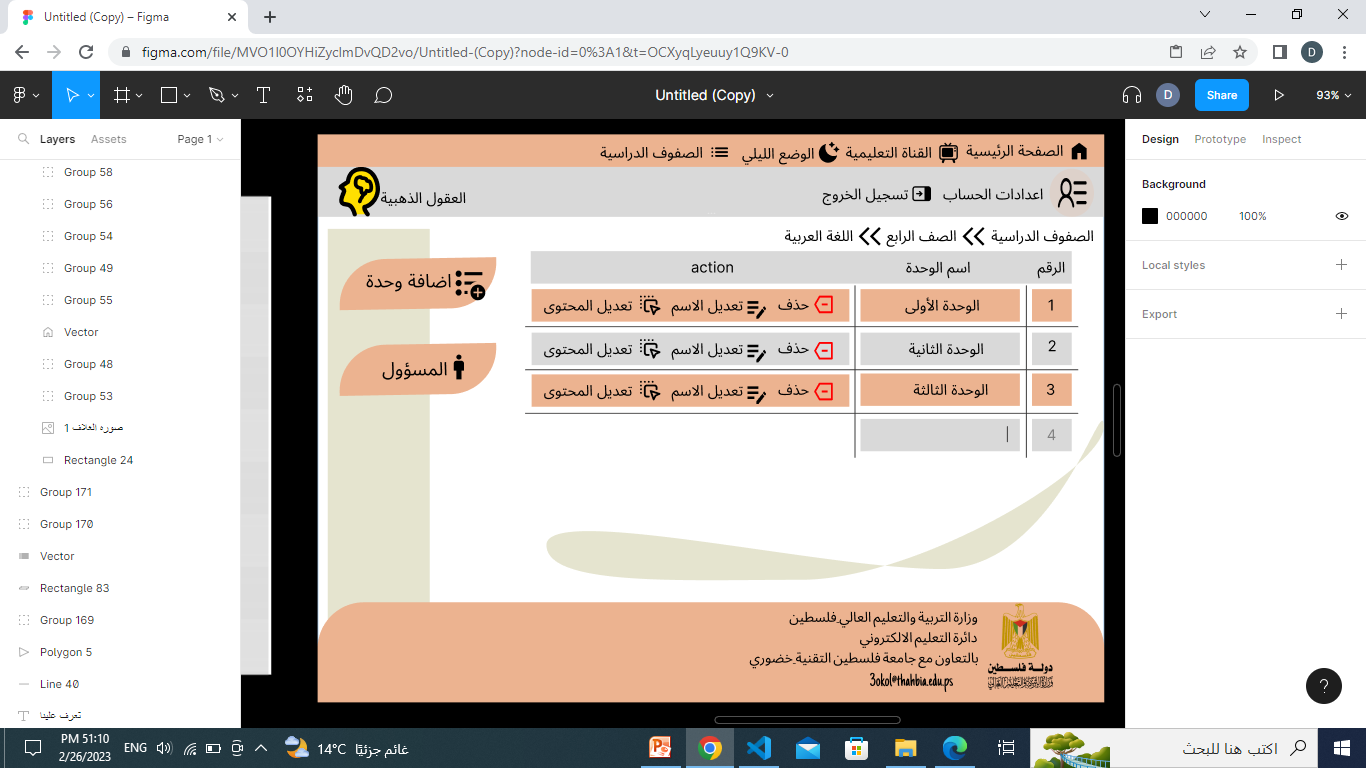 Untitled (Copy) – Figma
figma.com/file/MVO1I0OYHiZyclmDvQD2vo/Untitled-(Copy)?node-id=0%3A1&t=OCXyqLyeuuy1Q9KV-0
D
Untitled (Copy)
D
Share
93%
Layers
Assets
Page 1
Group 58
Group 56
Group 54
Group 49
Group 55
Vector
Group 48
Group 53
صوره الغلاف 1
Rectangle 24
Group 171
Group 170
Vector
Rectangle 83
Group 169
Polygon 5
Line 40
تعرف علينا
الصفحة الرئيسية
القناة التعليمية
الوضع الليلي
الصفوف الدراسية
اعدادات الحساب
تسجيل الخروج
العقول الذهبية
الصفوف الدراسية
الصف الرابع
اللغة العربية
اضافة وحدة
المسؤول
الرقم اسم الوحدة action
1 الوحدة الأولى حذف تعديل الاسم تعديل المحتوى
2 الوحدة الثانية حذف تعديل الاسم تعديل المحتوى
3 الوحدة الثالثة حذف تعديل الاسم تعديل المحتوى
4
وزارة التربية والتعليم العالي_فلسطين
دائرة التعليم الالكتروني
بالتعاون مع جامعة فلسطين التقنية_خضوري
3okol@thahbia.edu.ps
دولة فلسطين
وزارة التربية والتعليم العالي
Design
Prototype
Inspect
Background
000000
100%
Local styles
Export
?
PM 51:10
2/26/2023
ENG
14°C
غائم جزئيًا
اكتب هنا للبحث